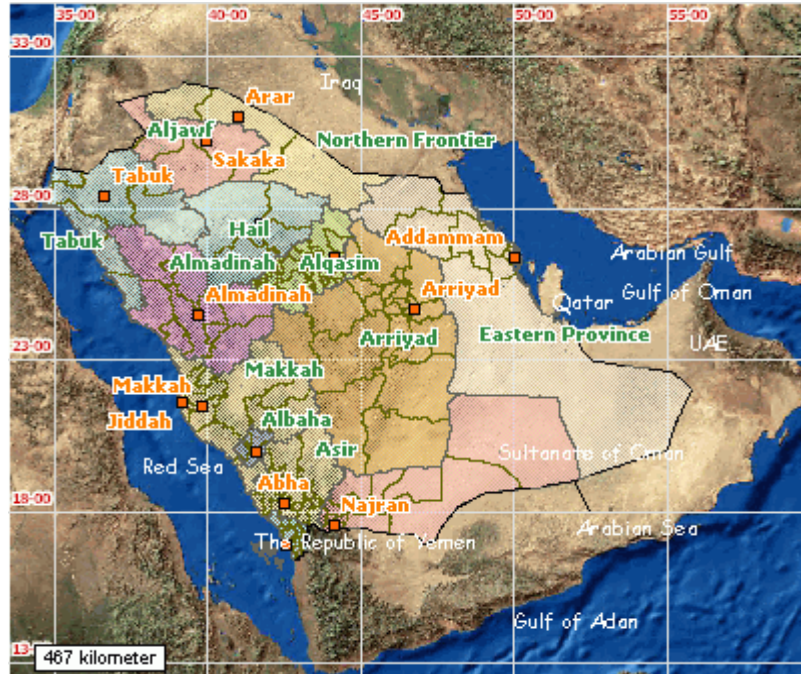 35-00
40-00
45-00
50-00
55-00
33-00
Iraq
Arar
Aljawf
Northern Frontier
Sakaka
Tabuk
28-00
Hail
Tabuk
Addammam
Arabian Gulf
Almadinah
Alqasim
Almadinah
Arriyad
Qatar
Gulf of Oman
Arriyad
Eastern Province
UAE
23-00
Makkah
Makkah
Jiddah
Albaha
Asir
Sultanate of Oman
Red Sea
Abha
Najran
18-00
Arabian Sea
The Republic of Yemen
Gulf of Adan
13-
467 kilometer